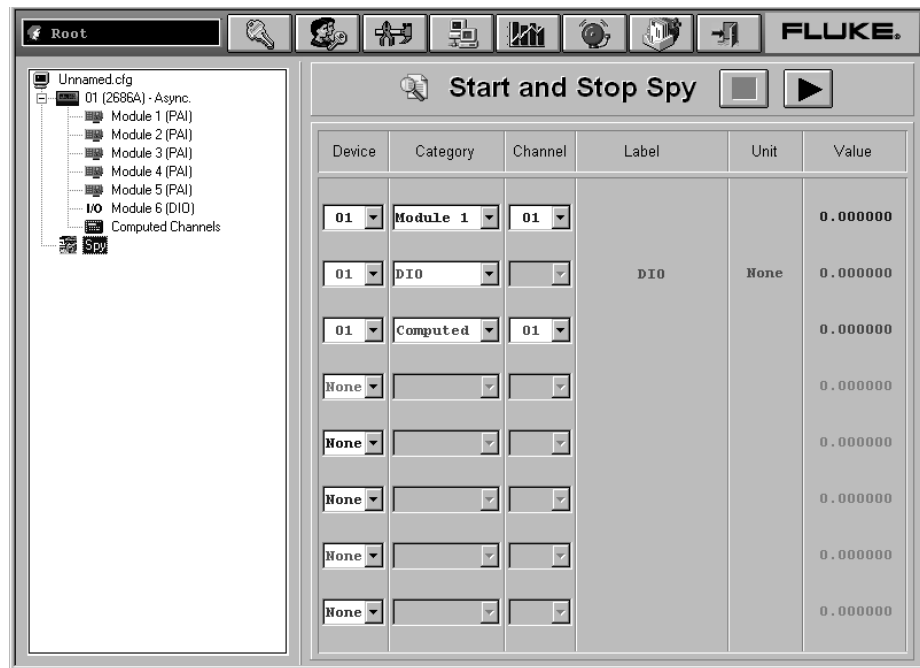 Root
FLUKE®
Unnamed.cfg
01 (2686A) - Async.
Module 1 (PAI)
Module 2 (PAI)
Module 3 (PAI)
Module 4 (PAI)
Module 5 (PAI)
I/O Module 6 (DIO)
Computed Channels
Spy
Start and Stop Spy
Device Category Channel Label Unit Value
01 Module 1 01 0.000000
01 DIO DIO None 0.000000
01 Computed 01 0.000000
None 0.000000
None 0.000000
None 0.000000
None 0.000000
None 0.000000